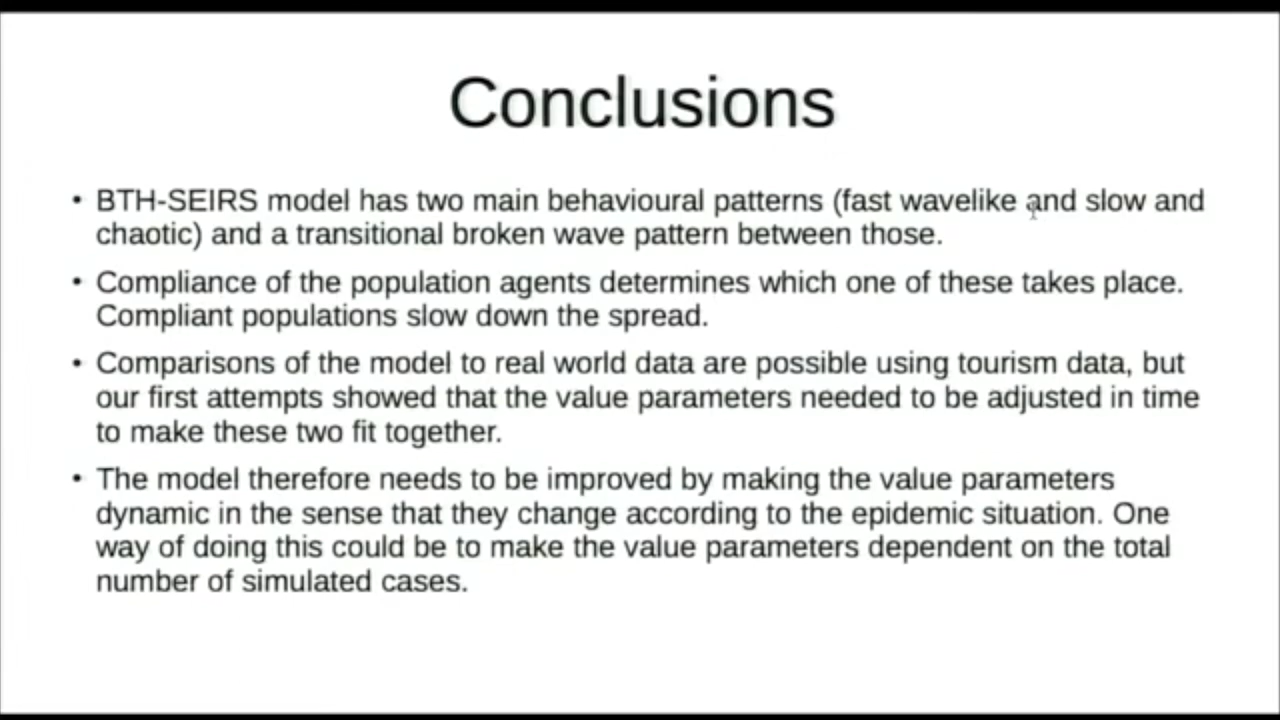 Conclusions
• BTH-SEIRS model has two main behavioural patterns (fast wavelike and slow and
chaotic) and a transitional broken wave pattern between those.
• Compliance of the population agents determines which one of these takes place.
Compliant populations slow down the spread.
• Comparisons of the model to real world data are possible using tourism data, but
our first attempts showed that the value parameters needed to be adjusted in time
to make these two fit together.
• The model therefore needs to be improved by making the value parameters
dynamic in the sense that they change according to the epidemic situation. One
way of doing this could be to make the value parameters dependent on the total
number of simulated cases.